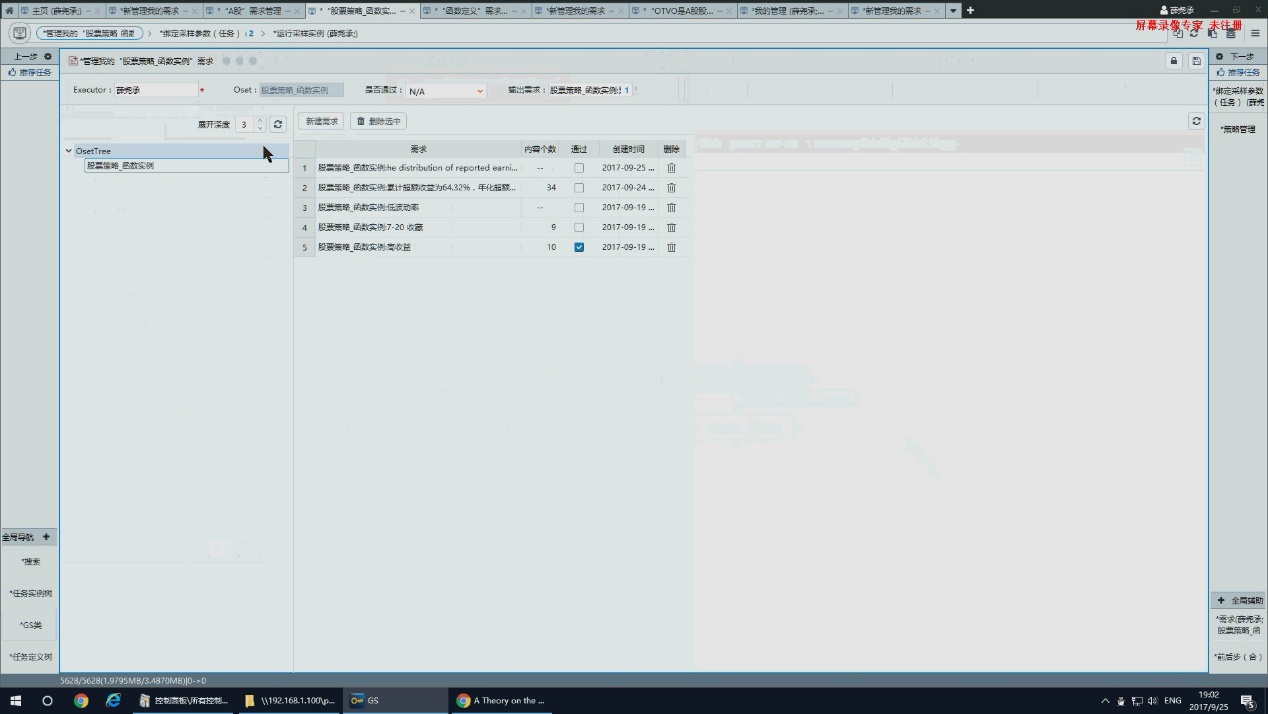 主页 (薛尧承;)
*新管理我的需求
* "A股" 需求管理
* "股票策略_函数实...
* "函数定义" 需求...
*新管理我的需求
* "OTVO是A股股...
*我的管理 (薛尧承;...
*新管理我的需求
薛尧承
屏幕录像专家 未注册
*管理我的 "股票策略 函数
*绑定采样参数 ( 任务 ) : 2
*运行采样实例 (薛尧承;)
上一步
*管理我的 "股票策略_函数实例" 需求
下一步
推荐任务
推荐任务
Executor : 薛尧承 *
Oset : 股票策略_函数实例
是否通过 : N/A
输出需求 : 股票策略_函数实例: 1
*绑定采样参数
( 任务 ) (薛尧
展开深度 3
新建需求
删除选中
*策略管理
OsetTree
股票策略_函数实例
需求 内容个数 通过 创建时间 删除
1 股票策略_函数实例:he distribution of reported earni... -- 2017-09-25 ...
2 股票策略_函数实例:累计超额收益为64.32% , 年化超额... 34 2017-09-24 ...
3 股票策略_函数实例:低波动率 -- 2017-09-19 ...
4 股票策略_函数实例:7-20 收藏 9 2017-09-19 ...
5 股票策略_函数实例:高收益 10 2017-09-19 ...
全局导航
*搜索
*任务实例树
*GS类
*任务定义树
全局辅助
*需求(薛尧承;
股票策略_函
*前后步 ( 合 )
5628/5628(1.9795MB/3.4870MB)|0->0
控制面板\所有控制...
\\192.168.1.100\p...
GS
A Theory on the ...
ENG
19:02
2017/9/25
5